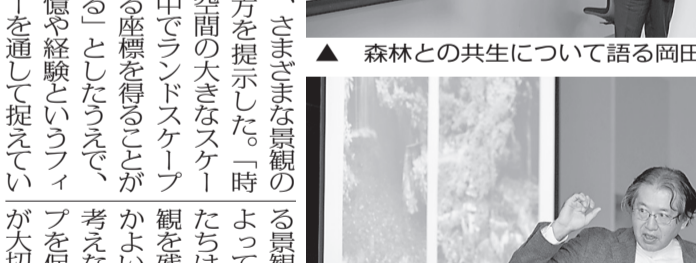 、さまざまな景観の
方を提示した。「時
空間の大きなスケー
中でランドスケープ
る座標を得ることが
る」としたうえで、
憶や経験というフィ
ーを通して捉えてい
る景観
よって
たちは
観を残
かよい
考えな
プを保
が大切
▲ 森林との共生について語る岡田